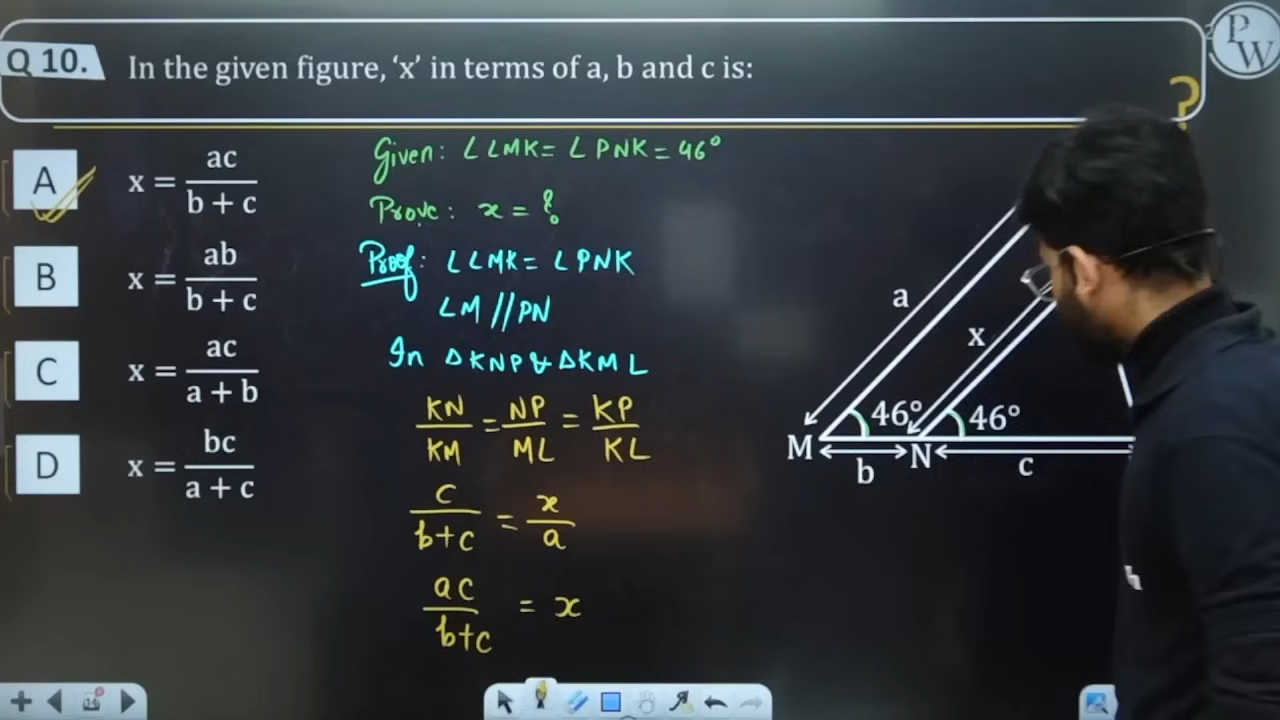 Q 10. In the given figure, ‘x’ in terms of a, b and c is:
PW
?
A x = ac / b + c
B x = ab / b + c
C x = ac / a + b
D x = bc / a + c
Given: ∠LMK = ∠PNK = 46°
Prove: x = ?
Proof: ∠LMK = ∠PNK
LM // PN
In ΔKNP & ΔKML
KN / KM = NP / ML = KP / KL
c / b+c = x / a
ac / b+c = x
a
x
46° 46°
M N
b c
14